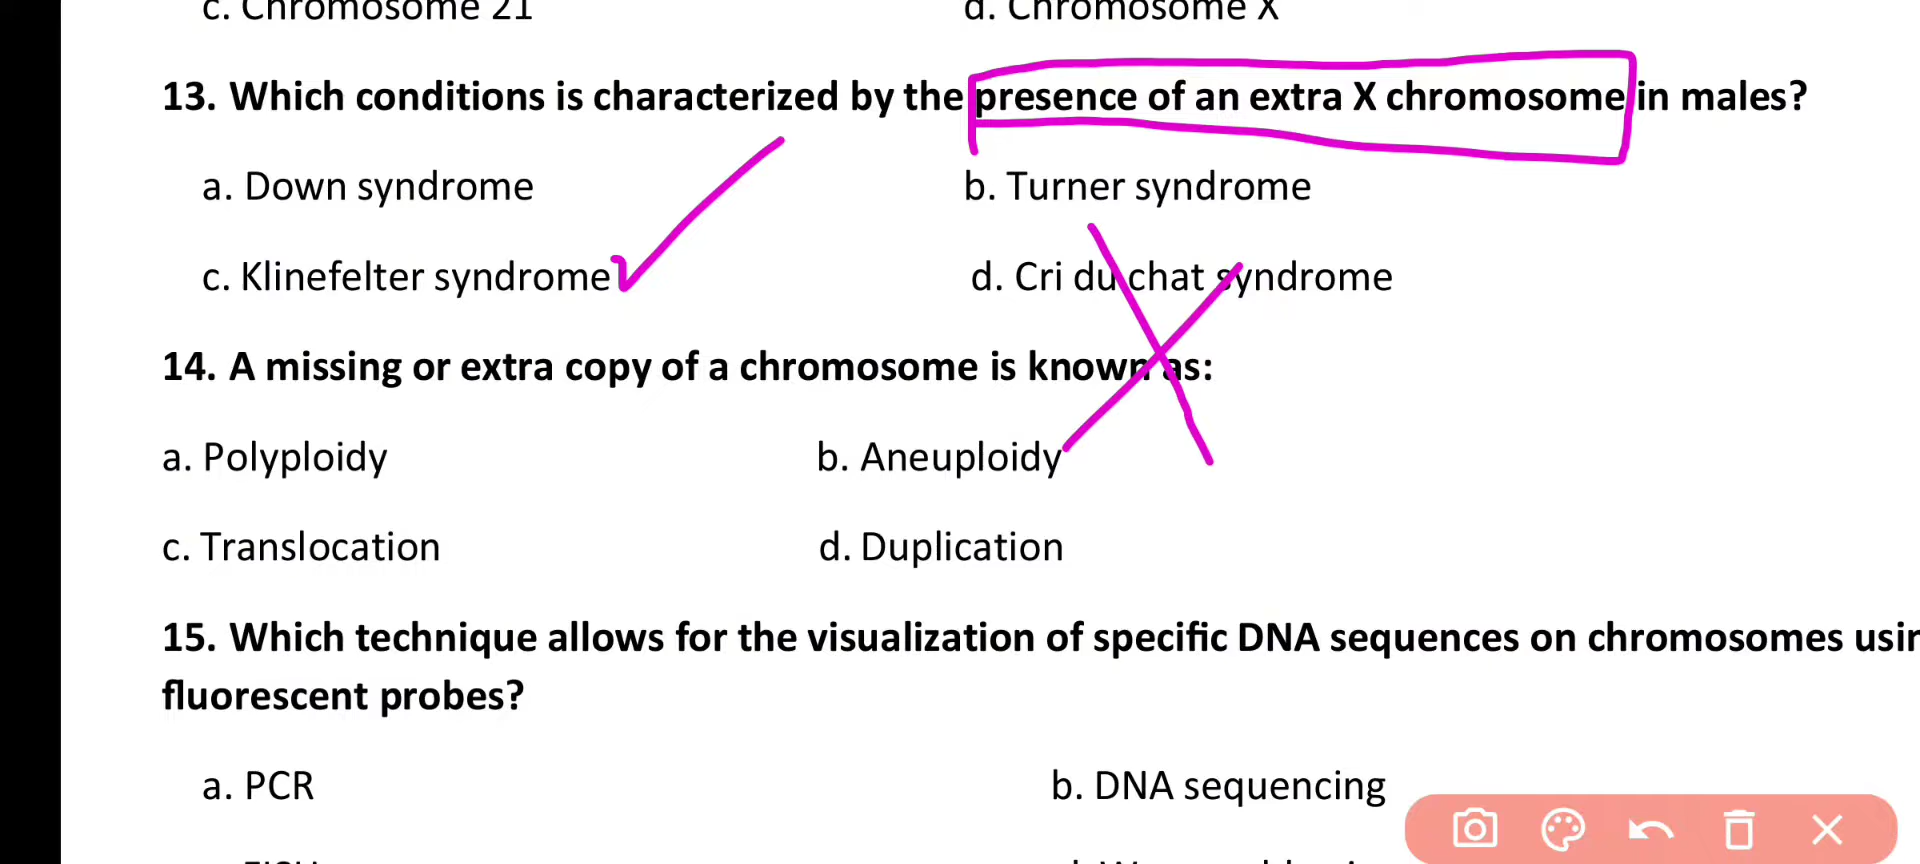 c. Chromosome 21 d. Chromosome X
13. Which conditions is characterized by the presence of an extra X chromosome in males?
a. Down syndrome b. Turner syndrome
c. Klinefelter syndrome d. Cri du chat syndrome
14. A missing or extra copy of a chromosome is known as:
a. Polyploidy b. Aneuploidy
c. Translocation d. Duplication
15. Which technique allows for the visualization of specific DNA sequences on chromosomes
fluorescent probes?
a. PCR b. DNA sequencing